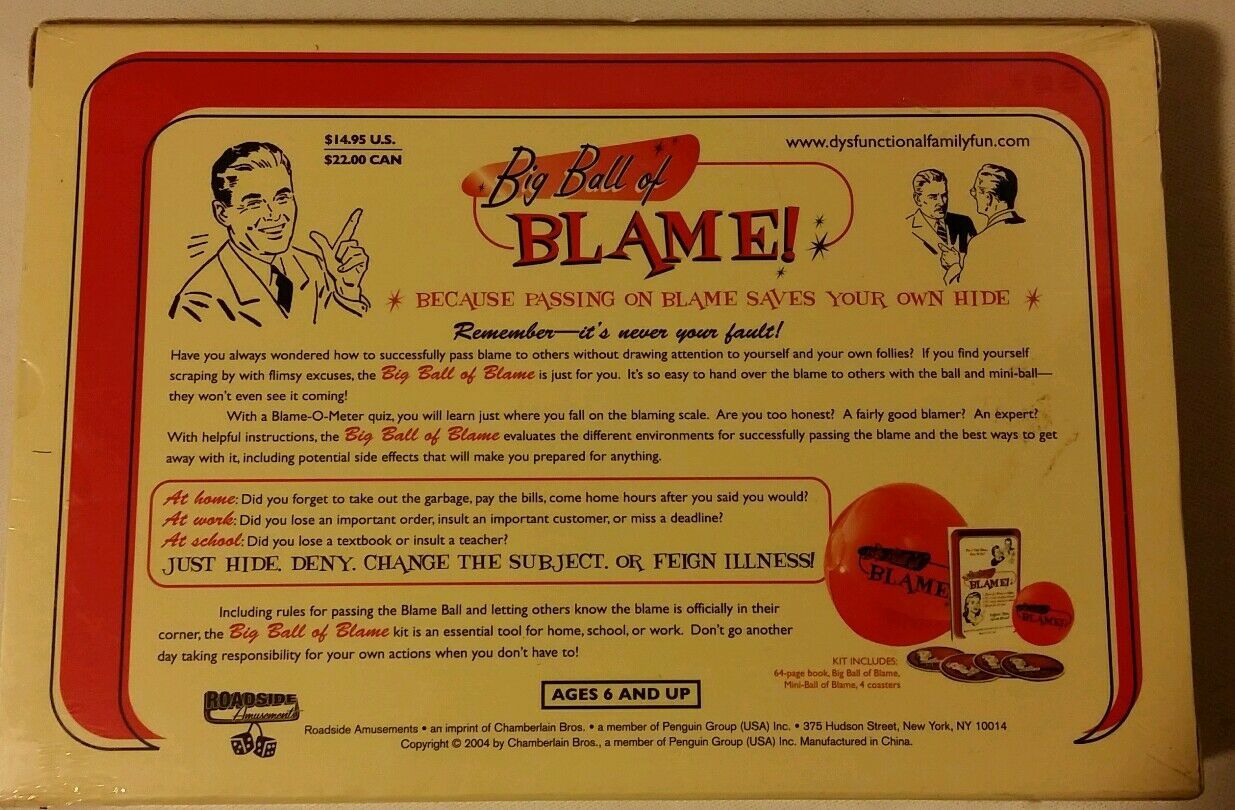 $14.95 U.S.
$22.00 CAN
www.dysfunctionalfamilyfun.com
Big Ball of
BLAME!
BECAUSE PASSING ON BLAME SAVES YOUR OWN HIDE
Remember—it's never your fault!
Have you always wondered how to successfully pass blame to others without drawing attention to yourself and your own follies? If you find yourself
scraping by with flimsy excuses, the Big Ball of Blame is just for you. It's so easy to hand over the blame to others with the ball and mini-ball—
they won't even see it coming!
With a Blame-O-Meter quiz, you will learn just where you fall on the blaming scale. Are you too honest? A fairly good blamer? An expert?
With helpful instructions, the Big Ball of Blame evaluates the different environments for successfully passing the blame and the best ways to get
away with it, including potential side effects that will make you prepared for anything.
At home: Did you forget to take out the garbage, pay the bills, come home hours after you said you would?
At work: Did you lose an important order, insult an important customer, or miss a deadline?
At school: Did you lose a textbook or insult a teacher?
JUST HIDE. DENY. CHANGE THE SUBJECT. OR FEIGN ILLNESS!
BLAME
BLAME!
BLAME!
Including rules for passing the Blame Ball and letting others know the blame is officially in their
corner, the Big Ball of Blame kit is an essential tool for home, school, or work. Don't go another
day taking responsibility for your own actions when you don't have to!
KIT INCLUDES:
64-page book, Big Ball of Blame,
Mini-Ball of Blame, 4 coasters
AGES 6 AND UP
ROADSIDE
Amusements
Roadside Amusements • an imprint of Chamberlain Bros. • a member of Penguin Group (USA) Inc. • 375 Hudson Street, New York, NY 10014
Copyright © 2004 by Chamberlain Bros., a member of Penguin Group (USA) Inc. Manufactured in China.